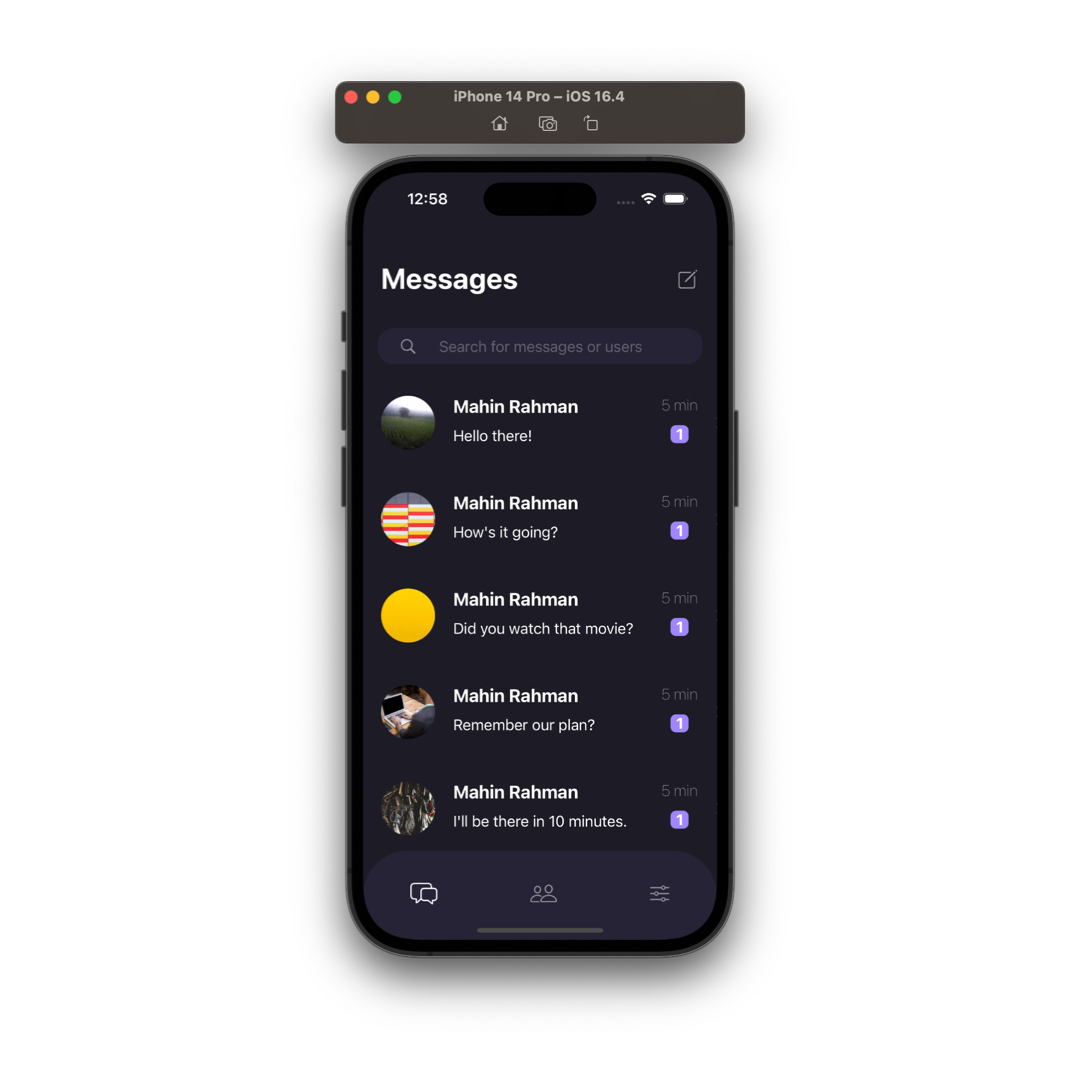 iPhone 14 Pro – iOS 16.4
12:58
Messages
Search for messages or users
Mahin Rahman 5 min
Hello there! 1
Mahin Rahman 5 min
How's it going? 1
Mahin Rahman 5 min
Did you watch that movie? 1
Mahin Rahman 5 min
Remember our plan? 1
Mahin Rahman 5 min
I'll be there in 10 minutes. 1